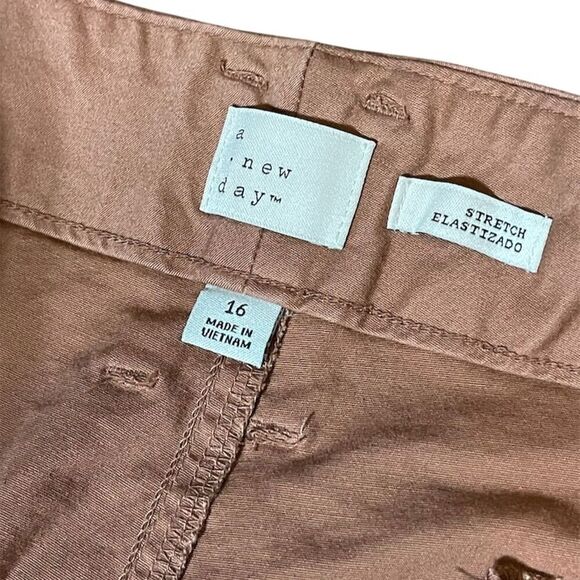 a
new
day™
STRETCH
ELASTIZADO
16
MADE IN
VIETNAM